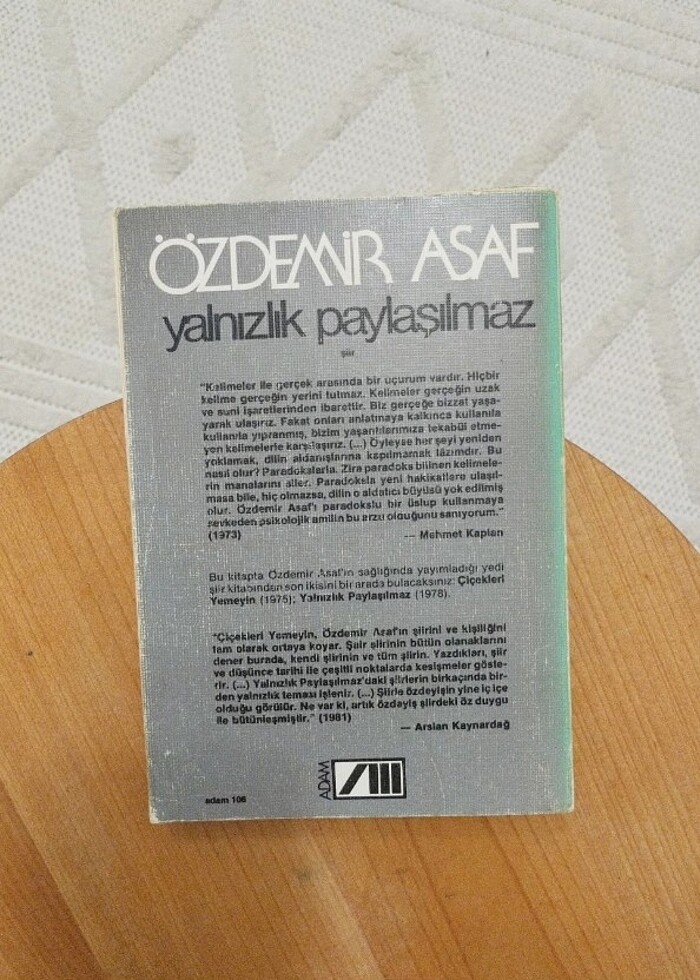 ÖZDEMİR ASAF
yalnızlık paylaşılmaz
şiir
"Kelimeler ile gerçek arasında bir uçurum vardır. Hiçbir
kelime gerçeğin yerini tutmaz. Kelimeler gerçeğin uzak
ve suni işaretlerinden ibarettir. Biz gerçeğe bizzat yaşa-
yarak ulaşırız. Fakat onları anlatmaya kalkınca kullanıla
kullanıla yıpranmış, bizim yaşantılarımıza tekabül etme-
yen kelimelerle karşılaşırız. (...) Öyleyse her şeyi yeniden
yoklamak, dilin aldanışlarına kapılmamak lâzımdır. Bu
nasıl olur? Paradokslarla. Zira paradoks bilinen kelimele-
rin manalarını siler. Paradoksla yeni hakikatlere ulaşıl-
masa bile, hiç olmazsa, dilin o aldatıcı büyüsü yok edilmiş
olur. Özdemir Asaf'ı paradokslu bir üslup kullanmaya
sevkeden psikolojik amilin bu arzu olduğunu sanıyorum."
(1973) — Mehmet Kaplan
Bu kitapta Özdemir Asaf'ın sağlığında yayımladığı yedi
şiir kitabından son ikisini bir arada bulacaksınız: Çiçekleri
Yemeyin (1975); Yalnızlık Paylaşılmaz (1978).
"Çiçekleri Yemeyin, Özdemir Asaf'ın şiirini ve kişiliğini
tam olarak ortaya koyar. Şiir şiirinin bütün olanaklarını
dener burada, kendi şiirinin ve tüm şiirin. Yazdıkları, şiir
ve düşünce tarihi ile çeşitli noktalarda kesişmeler göste-
rir. (...) Yalnızlık Paylaşılmaz'daki şiirlerin birkaçında bir-
den yalnızlık teması işlenir. (...) Şiirle özdeyişin yine iç içe
olduğu görülür. Ne var ki, artık özdeyiş şiirdeki öz duygu
ile bütünleşmiştir." (1981)
— Arslan Kaynardağ
ADAM
adam 106